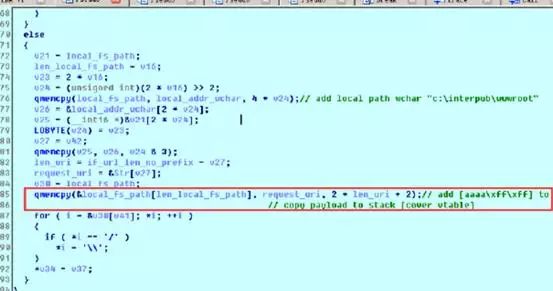 68 }
69 }
70 else
71 {
72 v21 = local_fs_path;
73 len_local_fs_path = v16;
74 v23 = 2 * v16;
75 v24 = (unsigned int)(2 * v16) >> 2;
76 qmemcpy(local_fs_path, local_addr_wchar, 4 * v24);// add local path wchar "c:\interpub\wwwroot"
77 v26 = &local_addr_wchar[2 * v24];
78 v25 = (__int16 *)&v21[2 * v24];
79 LOBYTE(v24) = v23;
80 v27 = v42;
81 qmemcpy(v25, v26, v24 & 3);
82 len_uri = if_url_len_no_prefix - v27;
83 request_uri = &Str[v27];
84 v38 = local_fs_path;
85 qmemcpy(&local_fs_path[len_local_fs_path], request_uri, 2 * len_uri + 2);// add [aaaa\xff\xff] to
86 // copy payload to stack [cover vtable]
87 for ( i = &v38[v41]; *i; ++i )
88 {
89 if ( *i == '/' )
90 *i = '\\';
91 }
92 *v34 = v37;
93 }